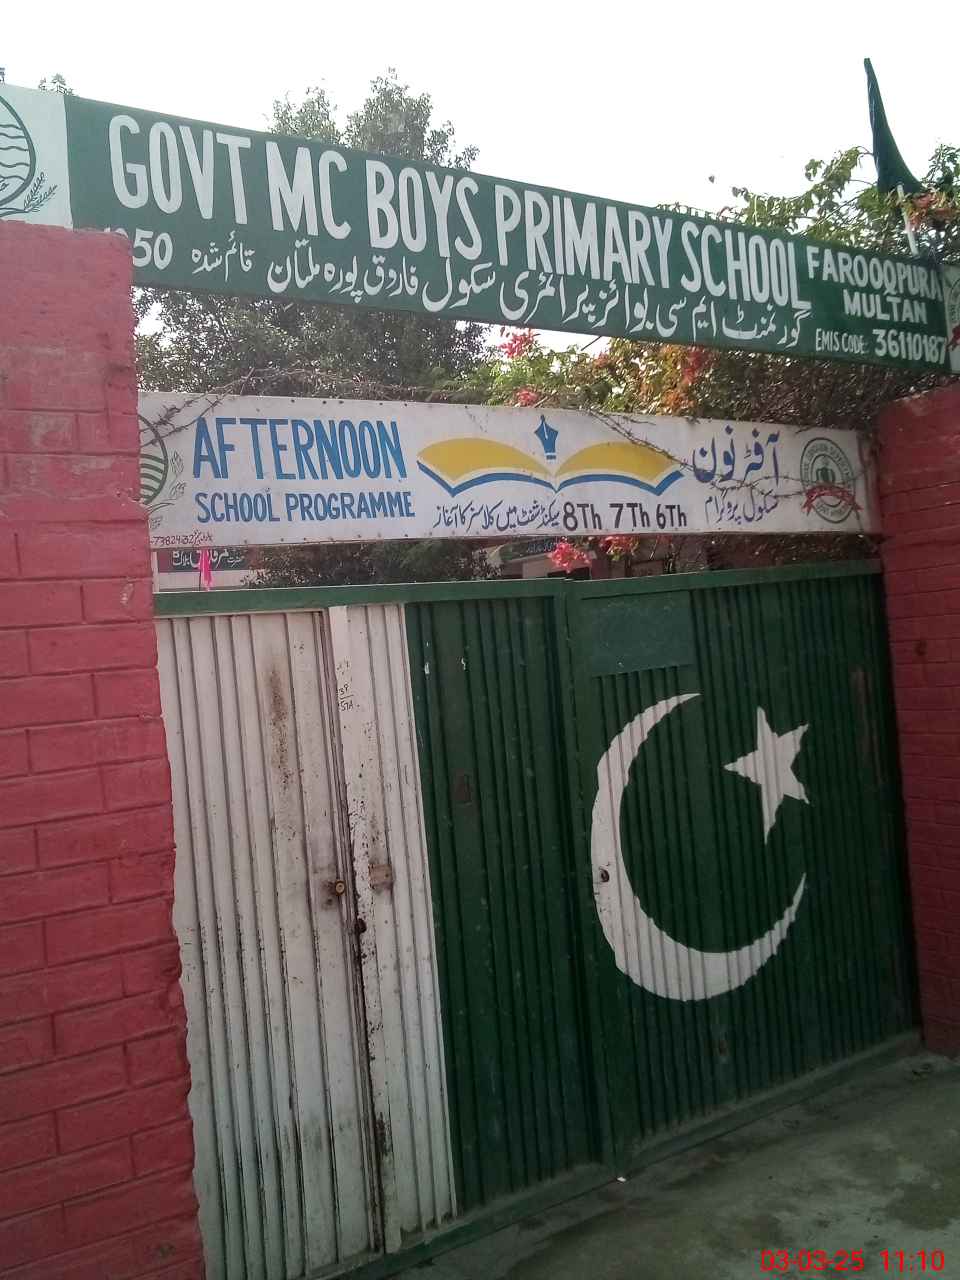 GOVT MC BOYS PRIMARY SCHOOL FAROOQPURA
MULTAN
EMIS CODE: 36110187
گورنمنٹ ایم سی بوائز پرائمری سکول فاروق پورہ ملتان قائم شدہ 1950
AFTERNOON
SCHOOL PROGRAMME
آفٹرنون
سکول پروگرام
8Th 7Th 6Th سیکنڈ شفٹ میں کلاسز کا آغاز
03-03-25 11:10